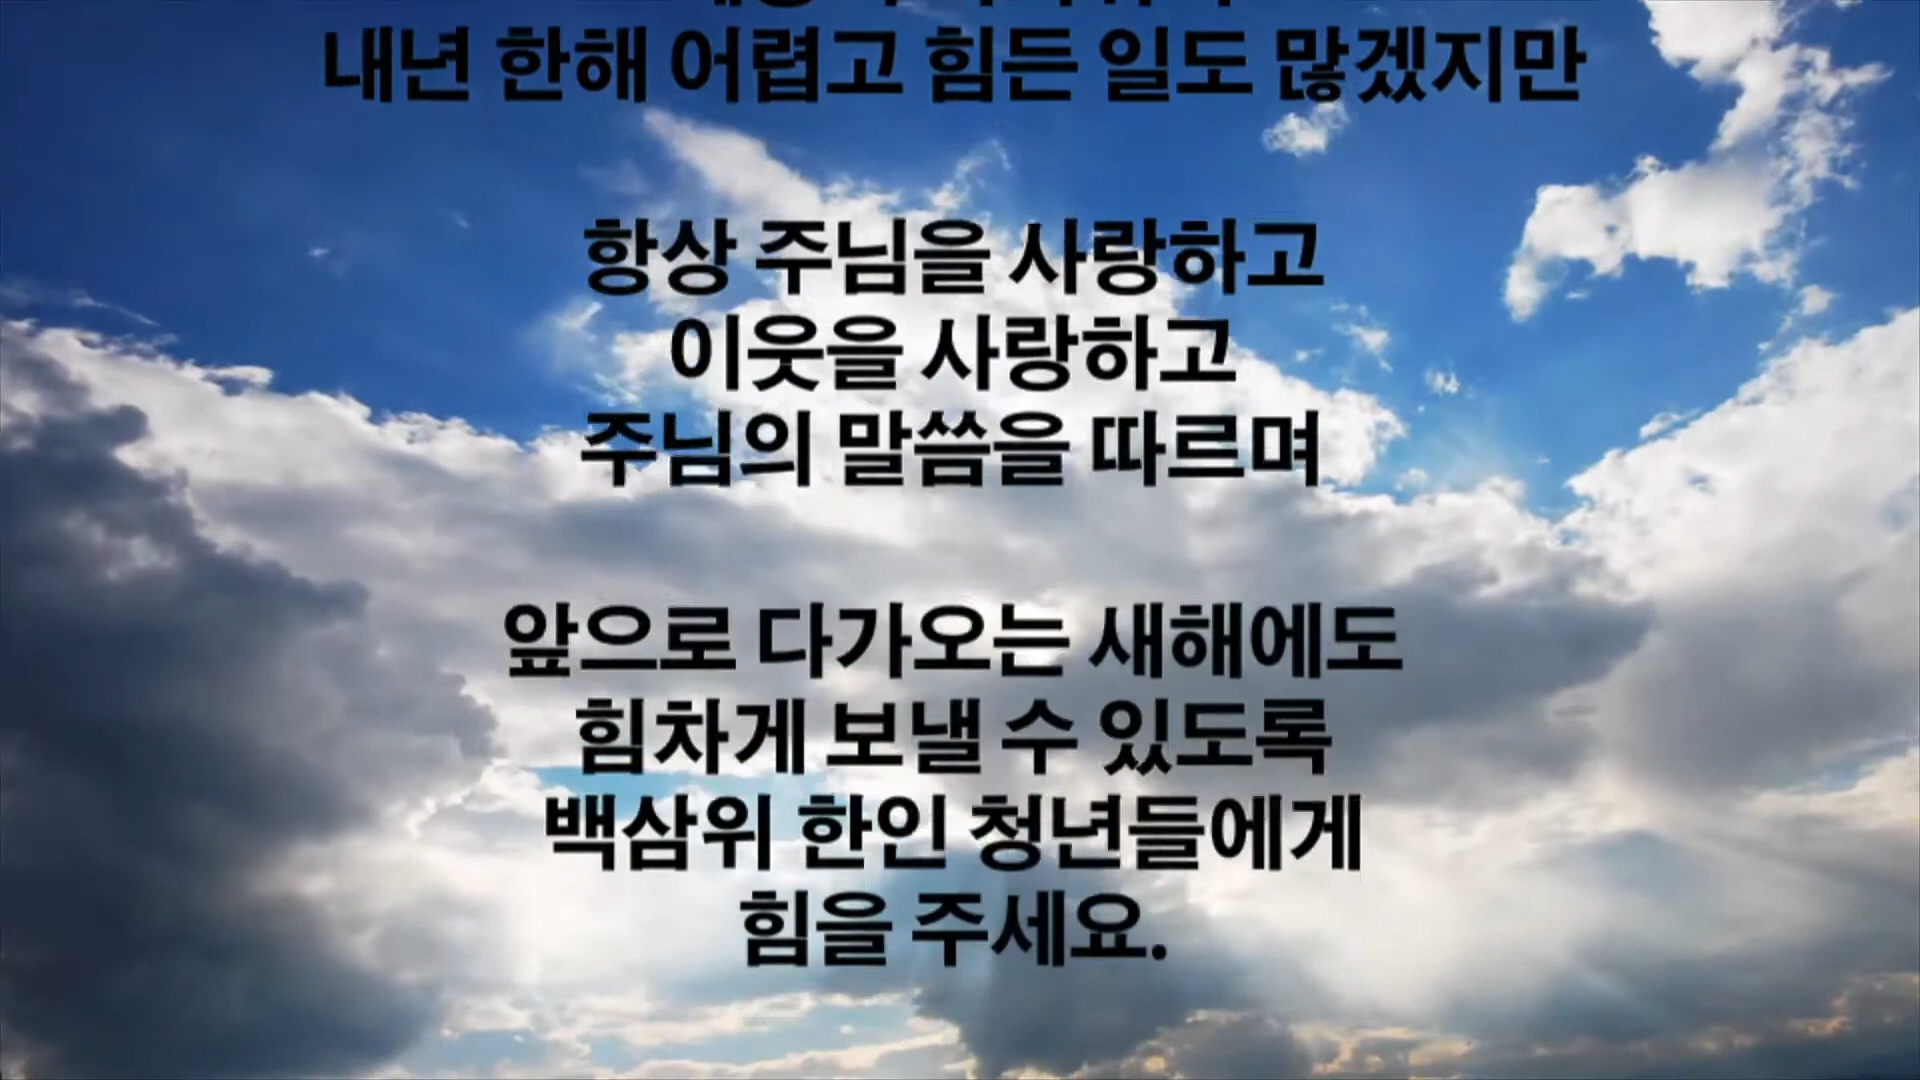 내년 한해 어렵고 힘든 일도 많겠지만
항상 주님을 사랑하고
이웃을 사랑하고
주님의 말씀을 따르며
앞으로 다가오는 새해에도
힘차게 보낼 수 있도록
백삼위 한인 청년들에게
힘을 주세요.